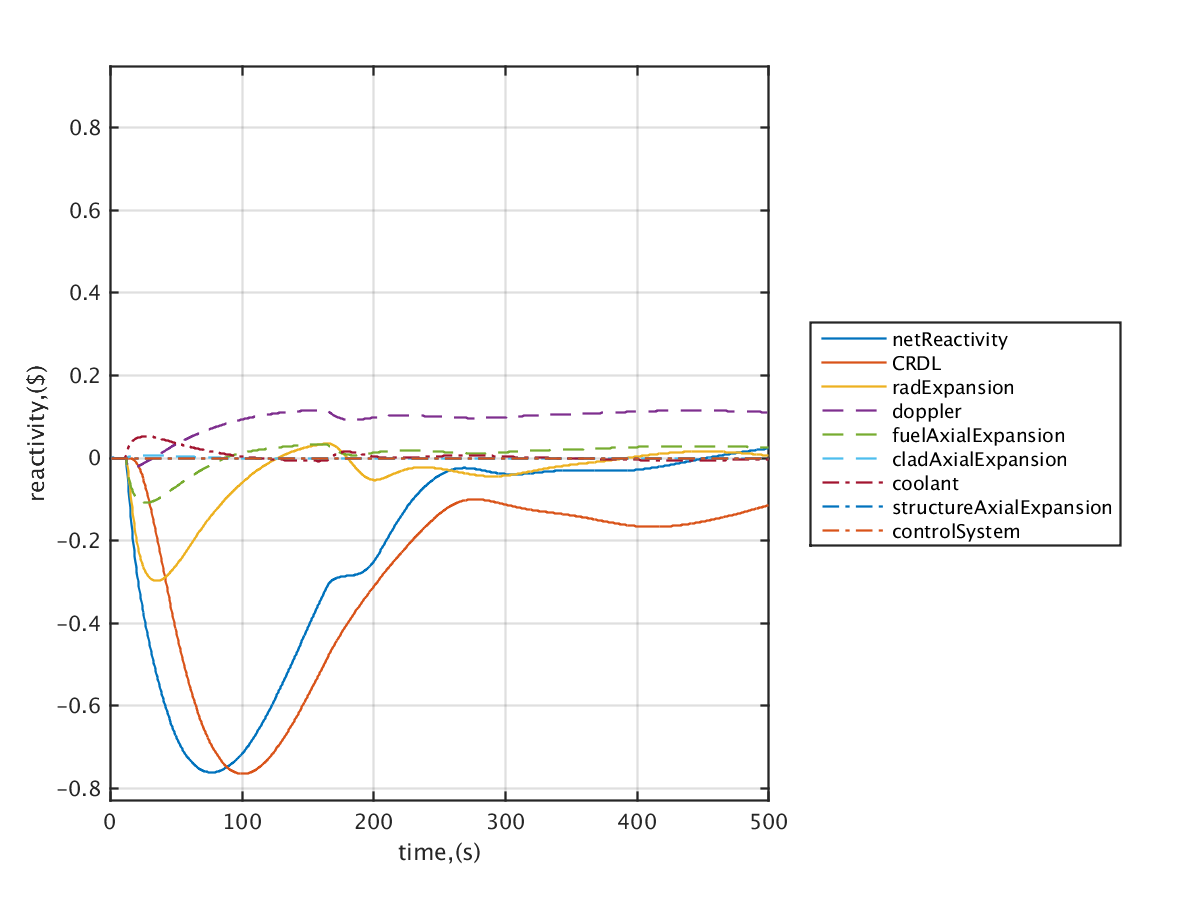 0.8
0.6
0.4
0.2
0
−0.2
−0.4
−0.6
−0.8
reactivity,($)
0 100 200 300 400 500
time,(s)
netReactivity
CRDL
radExpansion
doppler
fuelAxialExpansion
cladAxialExpansion
coolant
structureAxialExpansion
controlSystem